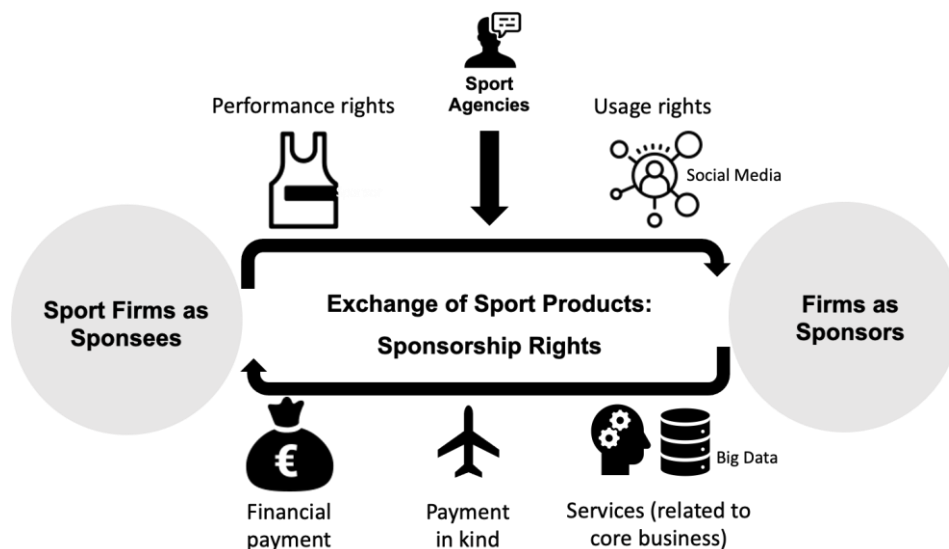 Sport
Agencies
Performance rights
Usage rights
Social Media
Sport Firms as
Sponsees
Exchange of Sport Products:
Sponsorship Rights
Firms as
Sponsors
€
Big Data
Financial
payment
Payment
in kind
Services (related to
core business)